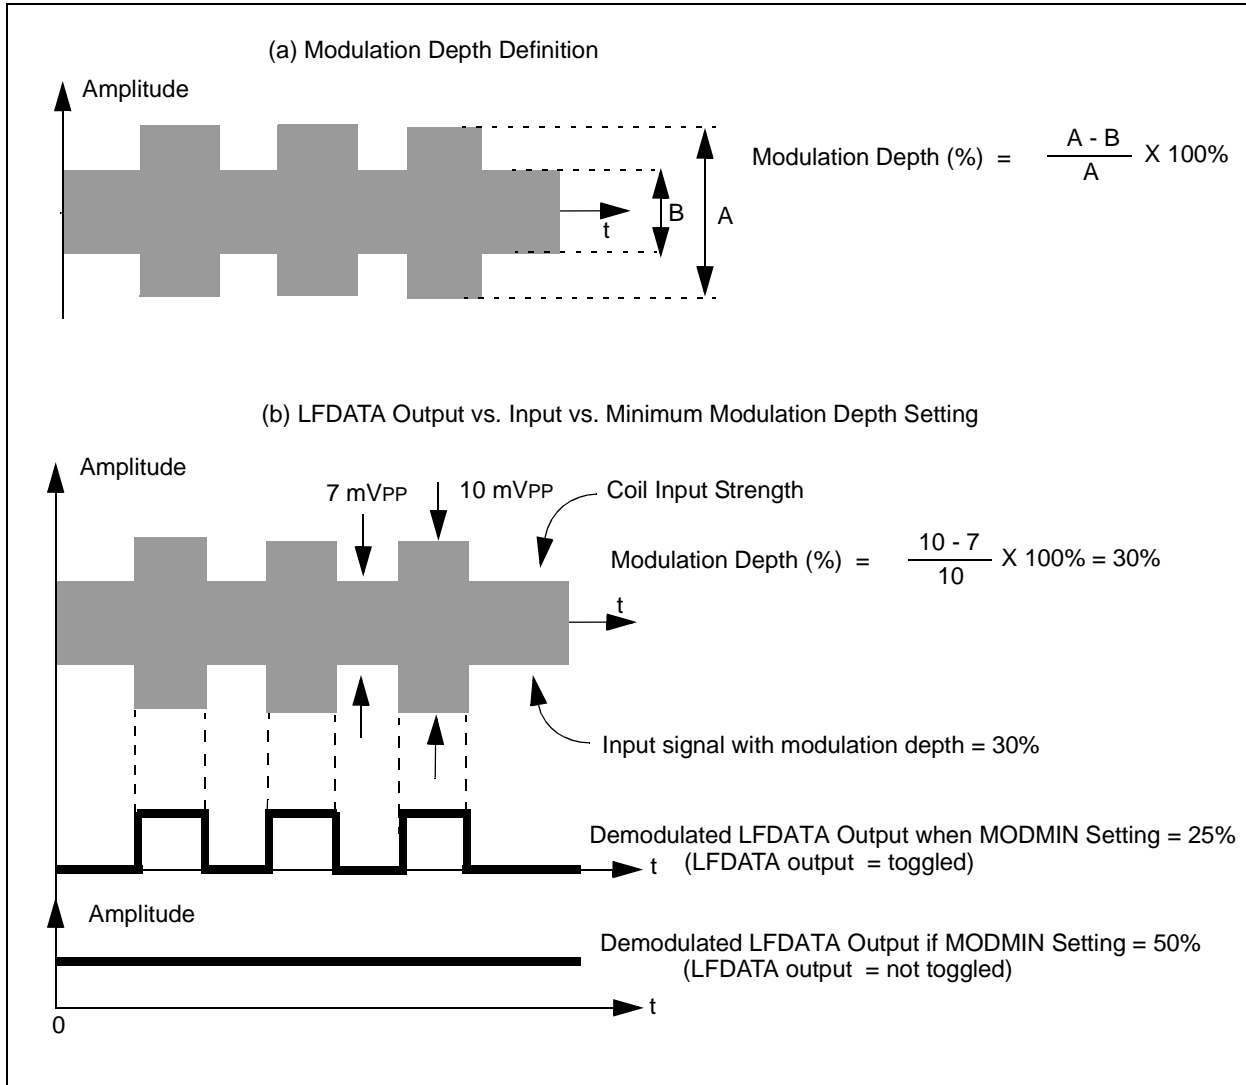 (a) Modulation Depth Definition
Amplitude
Modulation Depth (%) = A - B / A X 100%
B
A
t
(b) LFDATA Output vs. Input vs. Minimum Modulation Depth Setting
Amplitude
7 mVPP
10 mVPP
Coil Input Strength
Modulation Depth (%) = 10 - 7 / 10 X 100% = 30%
t
Input signal with modulation depth = 30%
Demodulated LFDATA Output when MODMIN Setting = 25%
t
(LFDATA output = toggled)
Amplitude
Demodulated LFDATA Output if MODMIN Setting = 50%
(LFDATA output = not toggled)
t
0